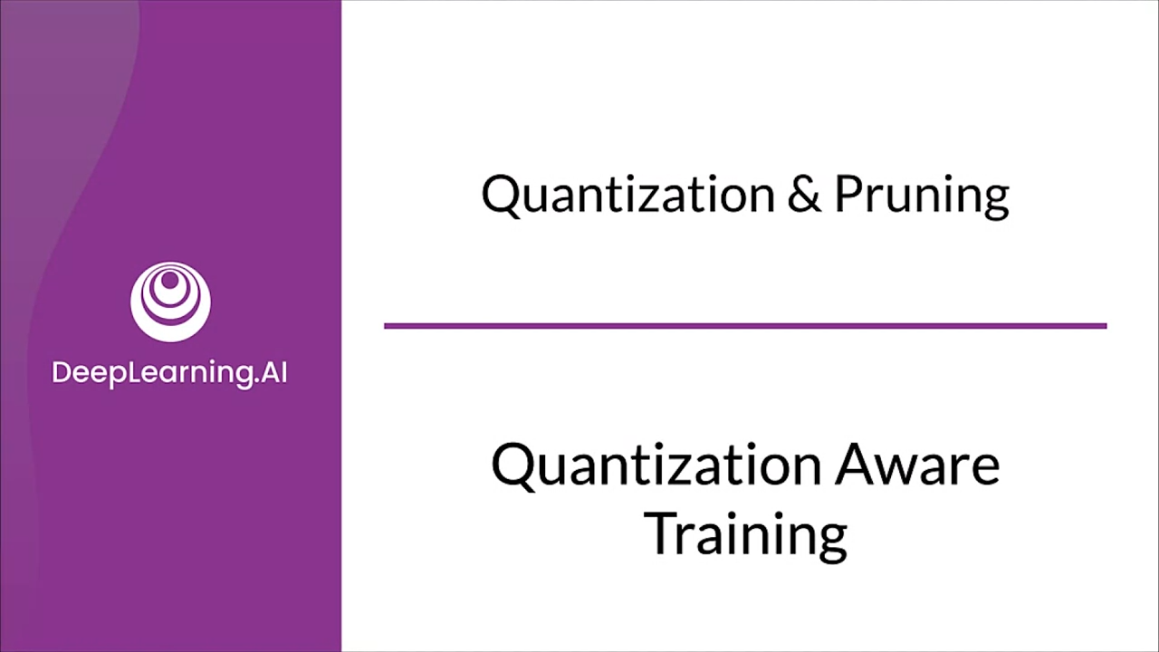 DeepLearning.AI
Quantization & Pruning
Quantization Aware
Training